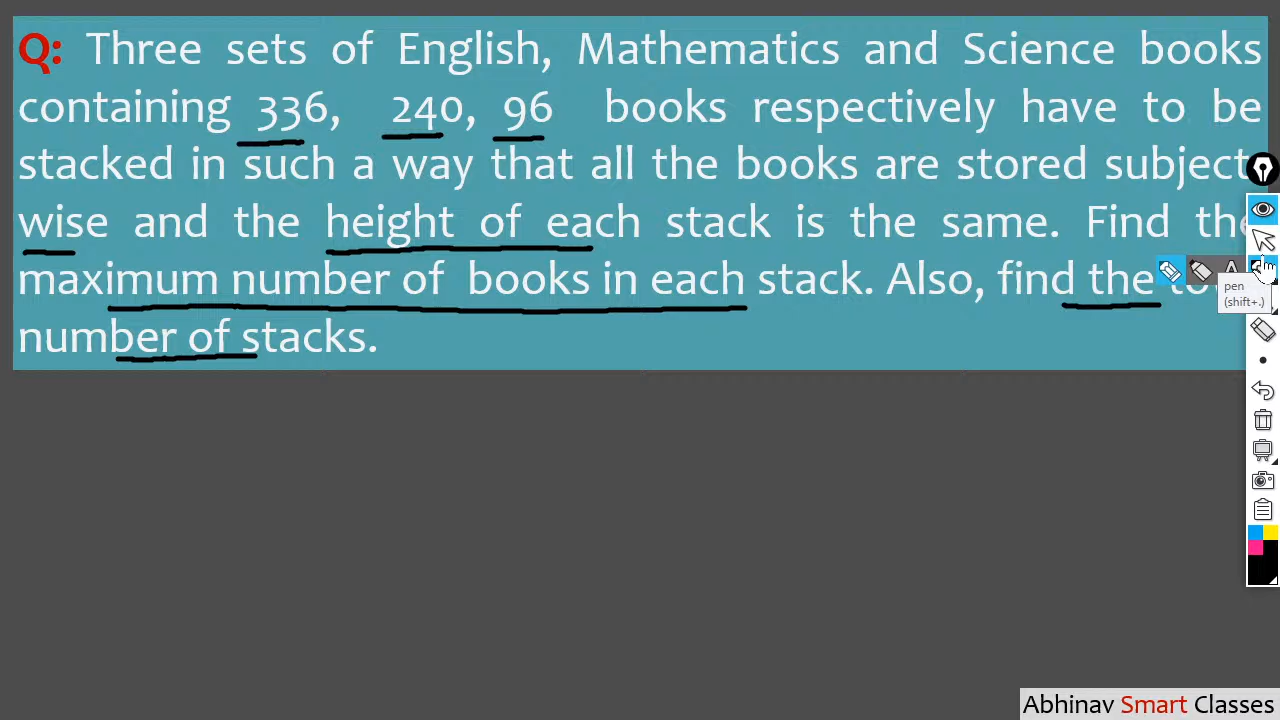 Q: Three sets of English, Mathematics and Science books
containing 336, 240, 96 books respectively have to be
stacked in such a way that all the books are stored subject
wise and the height of each stack is the same. Find the
maximum number of books in each stack. Also, find the
number of stacks.
pen
(shift+.)
Abhinav Smart Classes